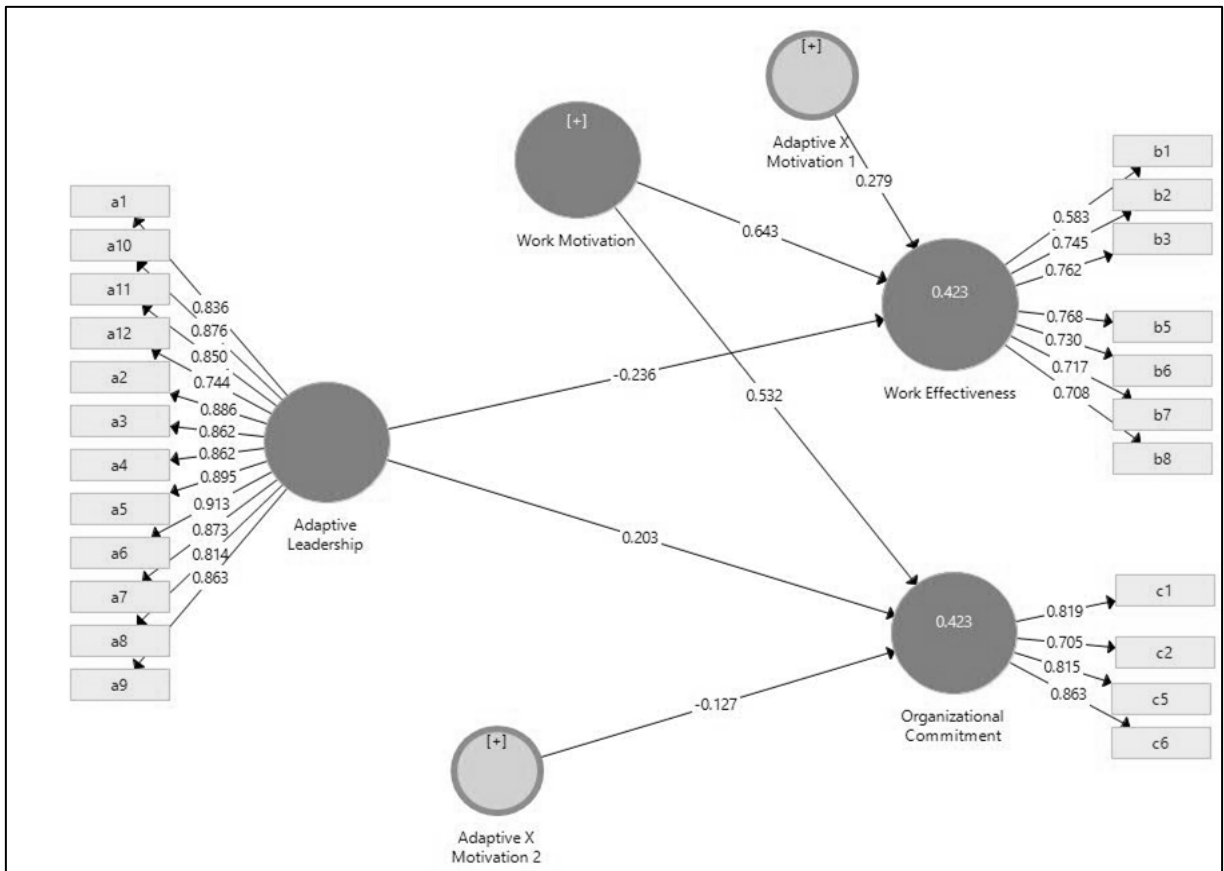 [+]
Adaptive X
Motivation 1
0.279
[+]
Work Motivation
0.643
0.532
a1
a10
a11
a12
a2
a3
a4
a5
a6
a7
a8
a9
0.836
0.876
0.850
0.744
0.886
0.862
0.862
0.895
0.913
0.873
0.814
0.863
Adaptive
Leadership
-0.236
0.203
0.423
Work Effectiveness
0.583
0.745
0.762
0.768
0.730
0.717
0.708
b1
b2
b3
b5
b6
b7
b8
0.423
Organizational
Commitment
0.819
0.705
0.815
0.863
c1
c2
c5
c6
-0.127
[+]
Adaptive X
Motivation 2